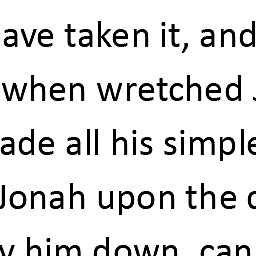 ave taken it, and
when wretched J
ade all his simple
Jonah upon the
y him down, can